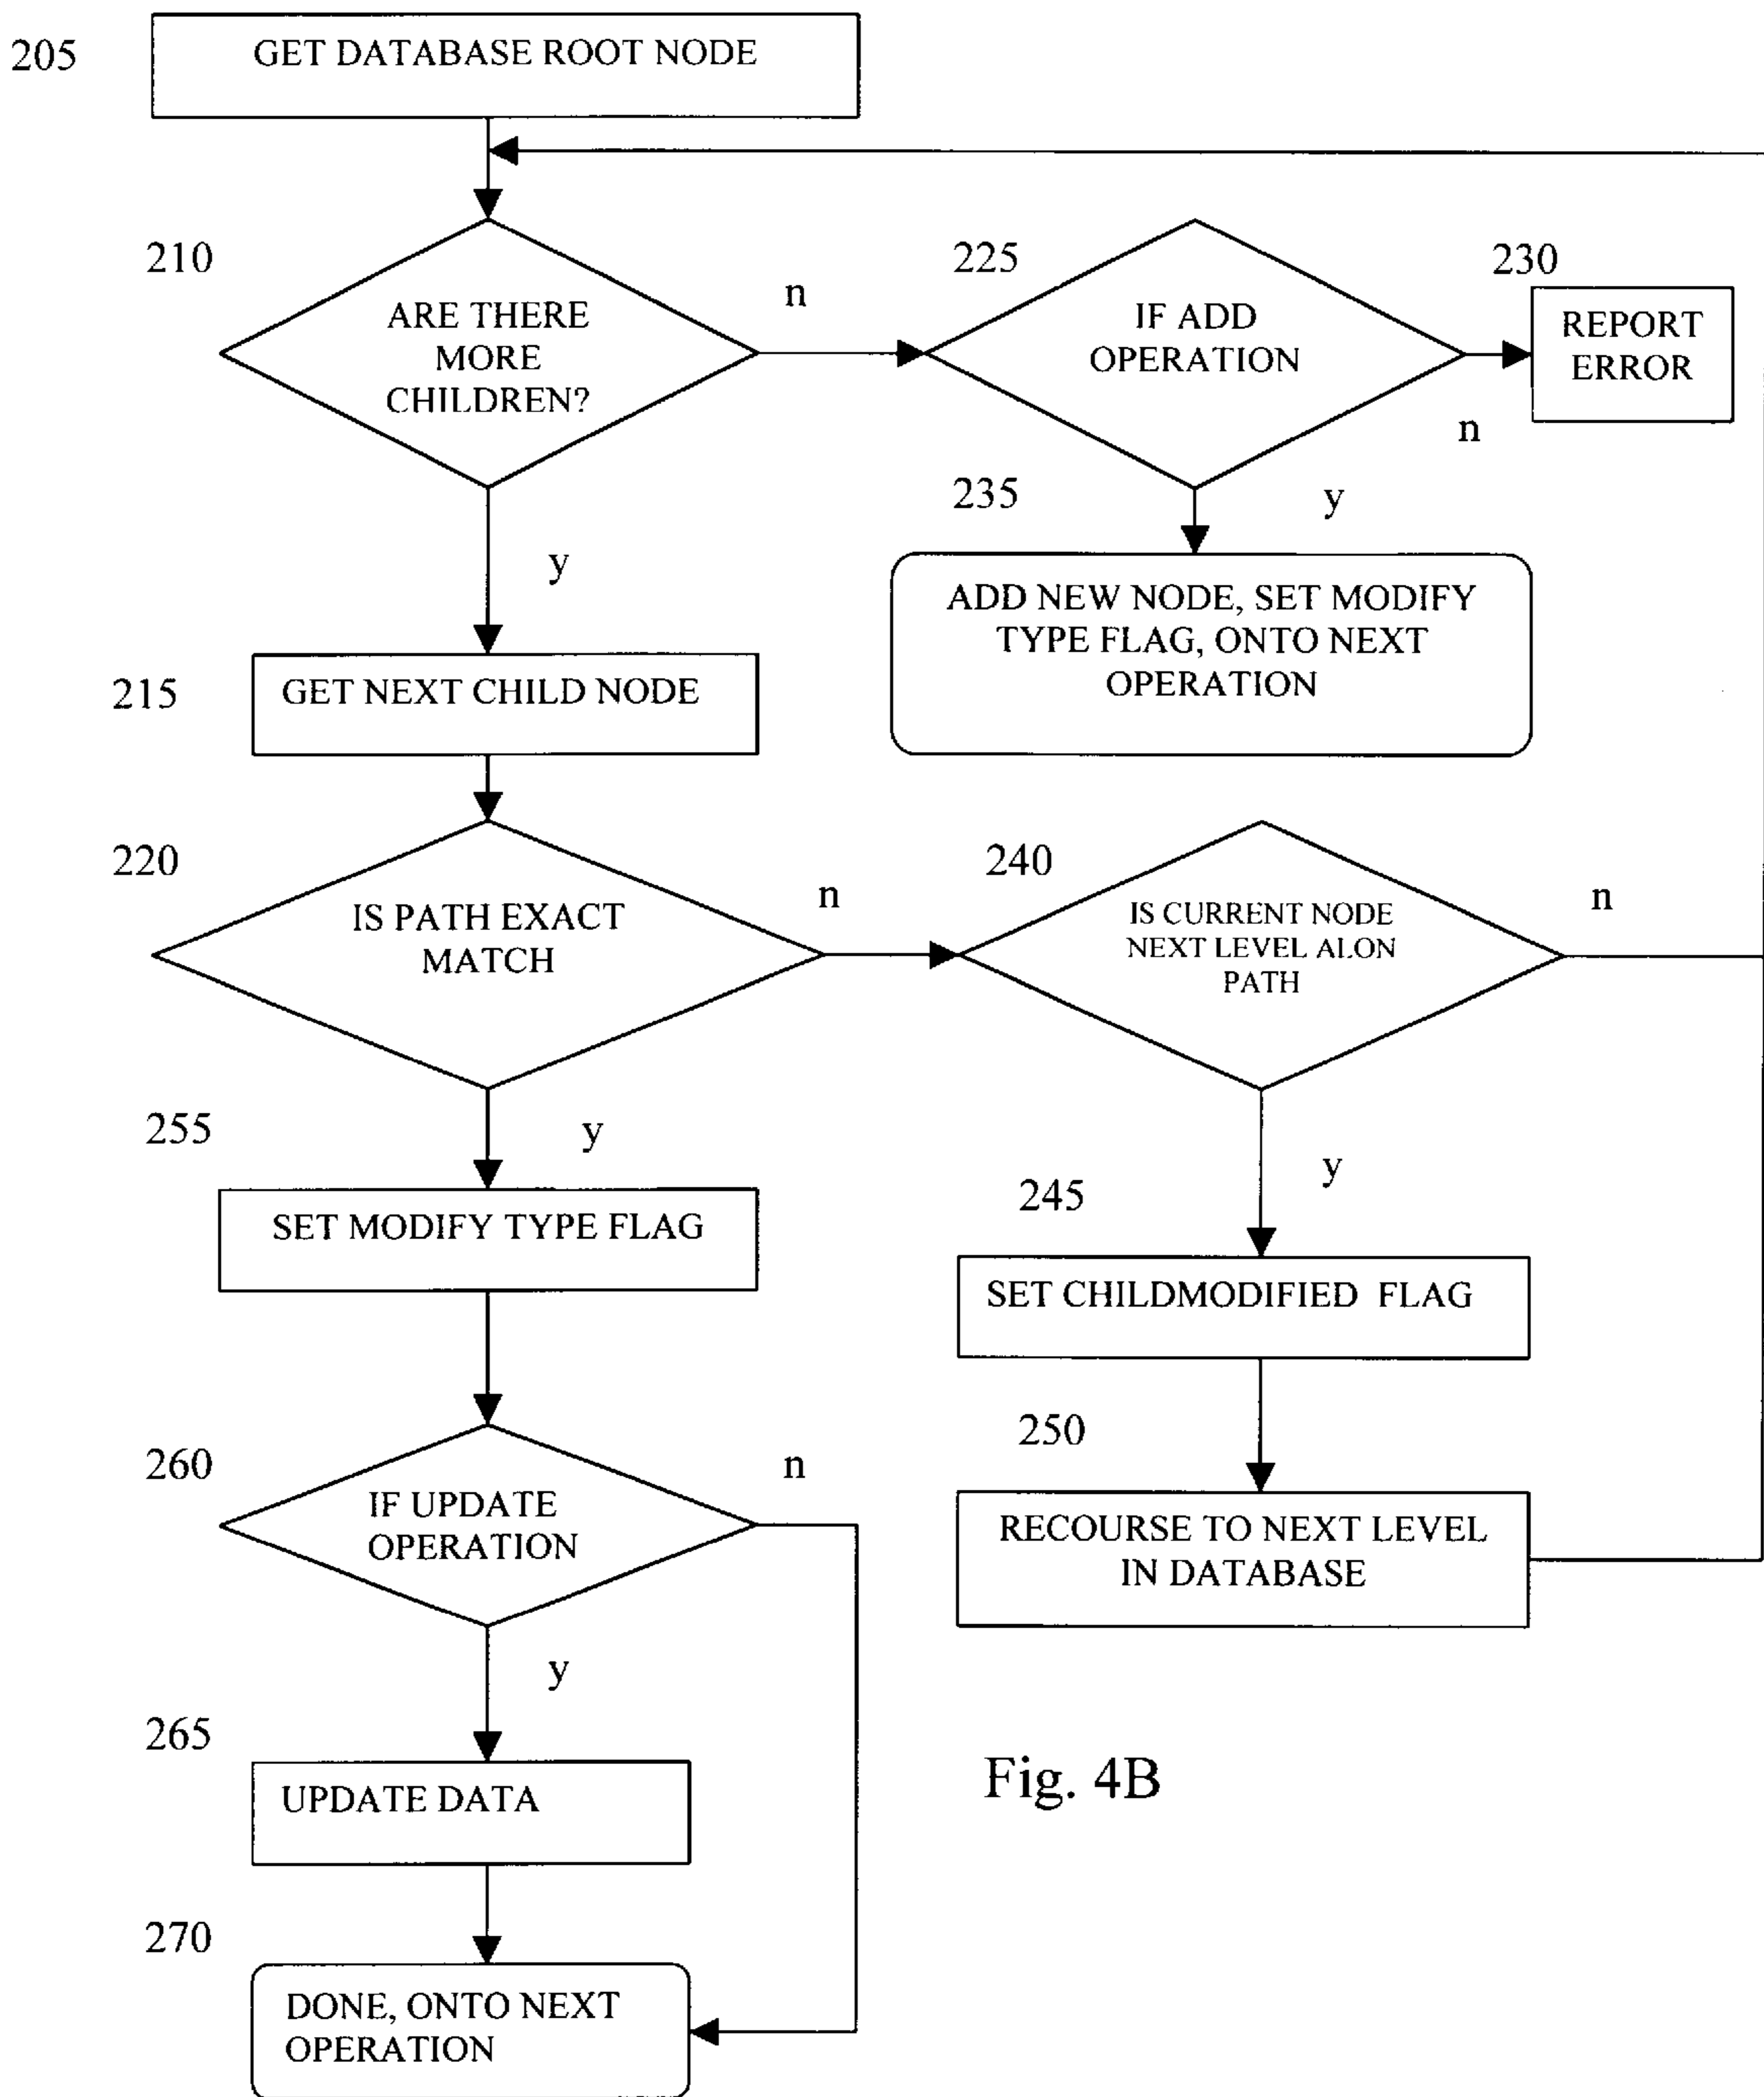 205
GET DATABASE ROOT NODE
210
ARE THERE
MORE
CHILDREN?
n
y
225
IF ADD
OPERATION
n
y
230
REPORT
ERROR
235
ADD NEW NODE, SET MODIFY
TYPE FLAG, ONTO NEXT
OPERATION
215
GET NEXT CHILD NODE
220
IS PATH EXACT
MATCH
n
y
240
IS CURRENT NODE
NEXT LEVEL ALON
PATH
n
y
255
SET MODIFY TYPE FLAG
245
SET CHILDMODIFIED FLAG
250
RECOURSE TO NEXT LEVEL
IN DATABASE
260
IF UPDATE
OPERATION
n
y
265
UPDATE DATA
270
DONE, ONTO NEXT
OPERATION
Fig. 4B